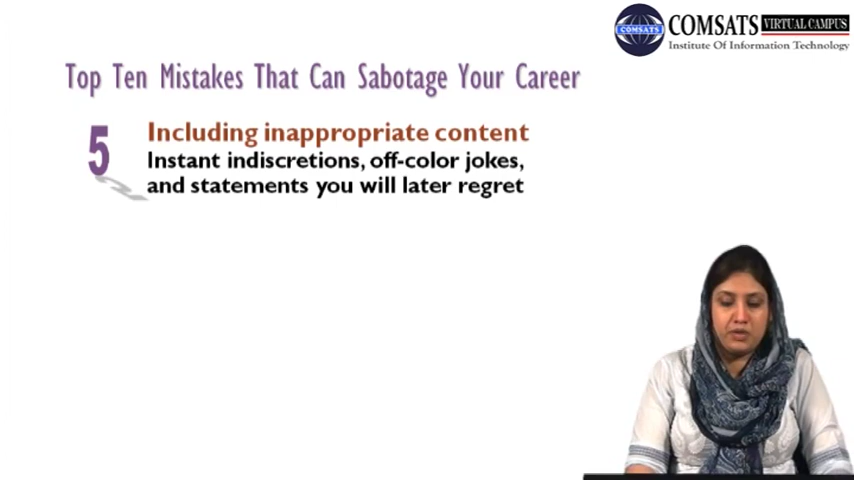 COMSATS VIRTUAL CAMPUS
COMSATS
Institute Of Information Technology
Top Ten Mistakes That Can Sabotage Your Career
5
Including inappropriate content
Instant indiscretions, off-color jokes,
and statements you will later regret